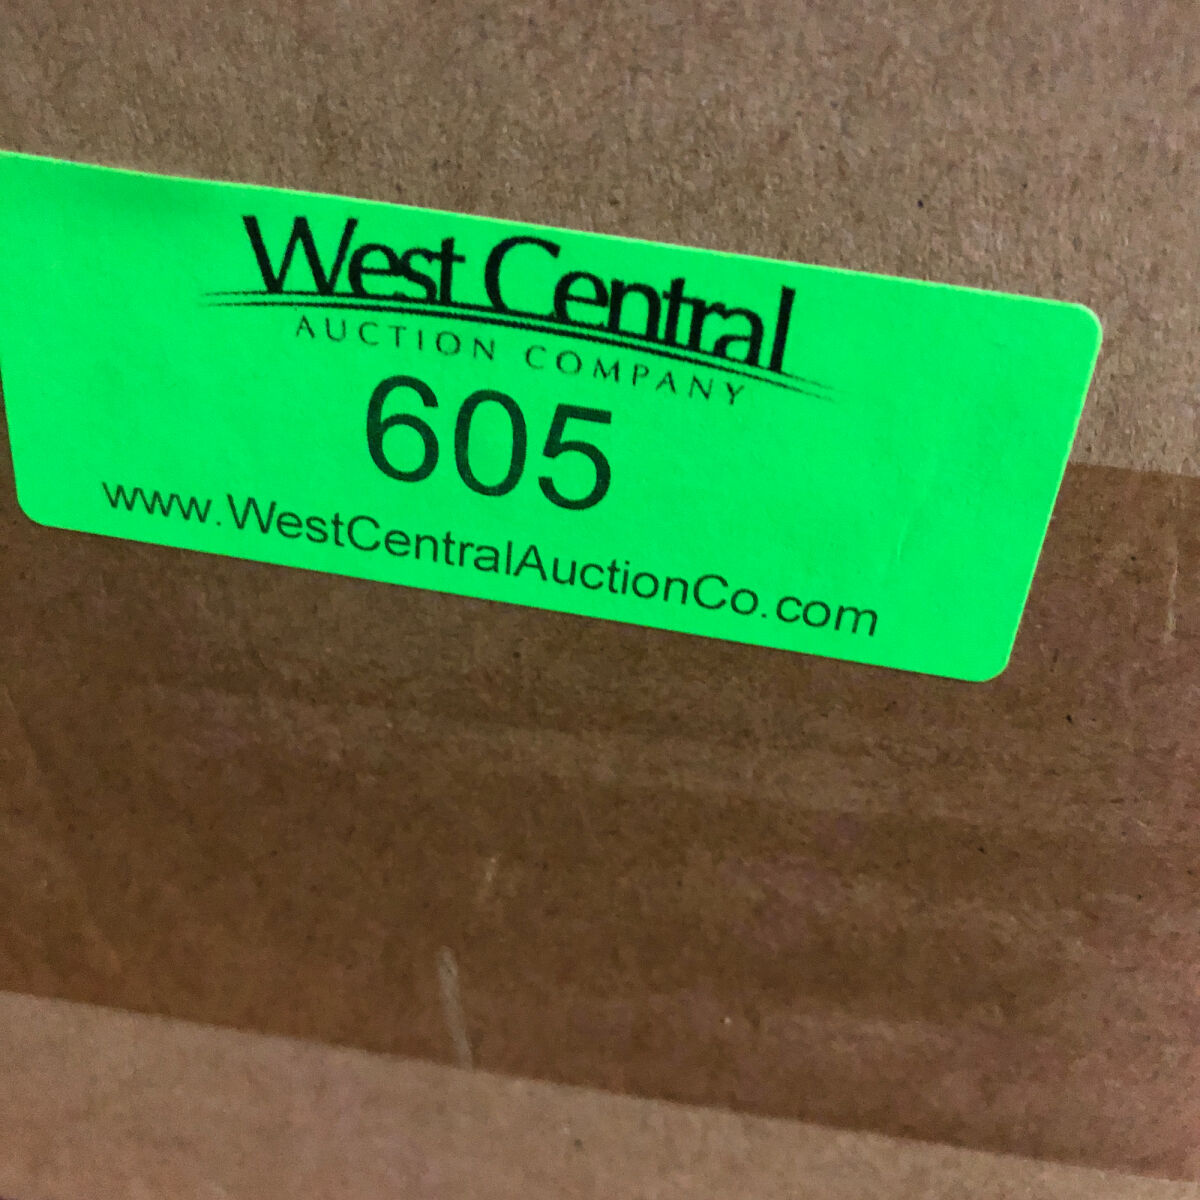 West Central
AUCTION COMPANY
605
www.WestCentralAuctionCo.com